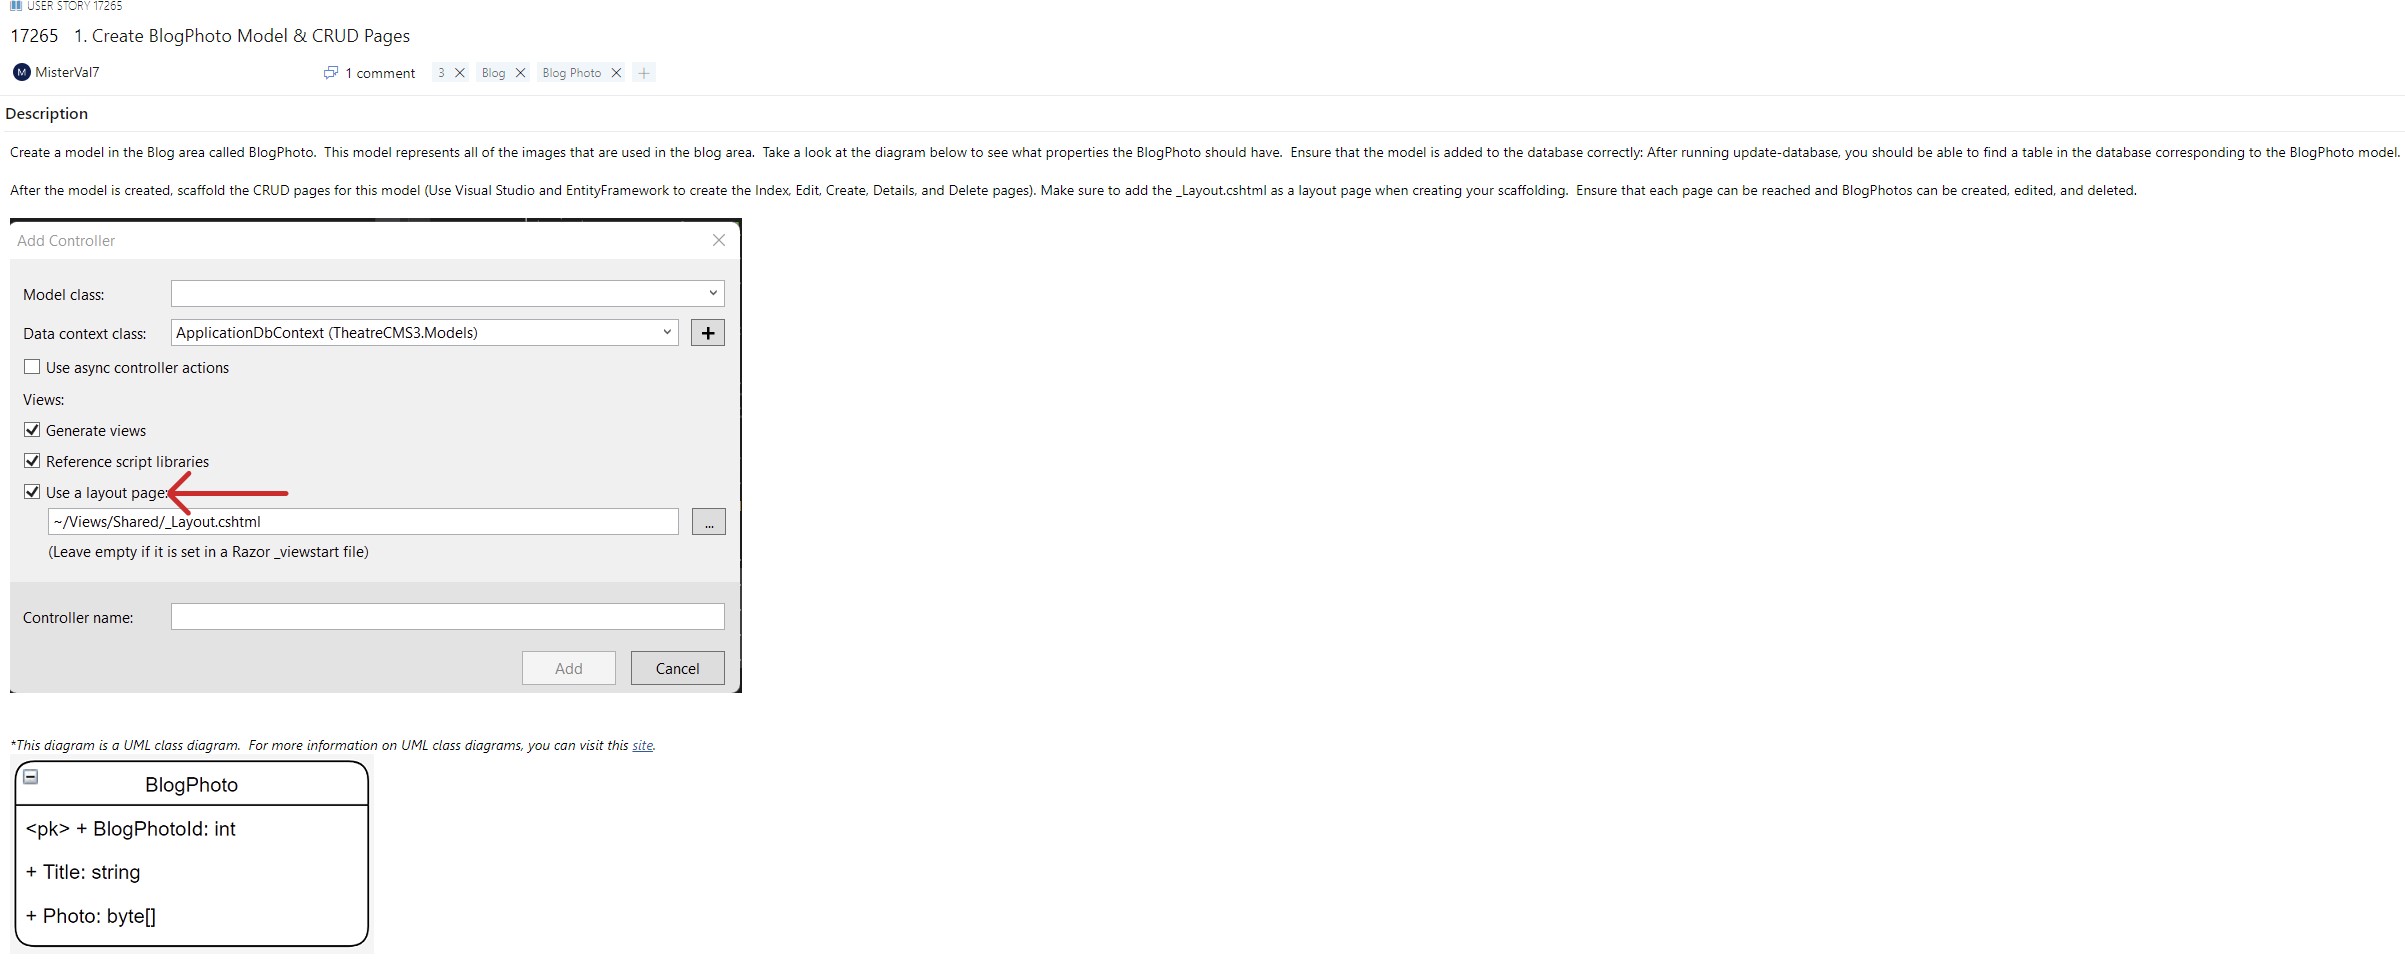 USER STORY 17265
17265 1. Create BlogPhoto Model & CRUD Pages
M MisterVal7 1 comment 3 Blog Blog Photo
Description
Create a model in the Blog area called BlogPhoto. This model represents all of the images that are used in the blog area. Take a look at the diagram below to see what properties the BlogPhoto should have. Ensure that the model is added to the database correctly: After running update-database, you should be able to find a table in the database corresponding to the BlogPhoto model.
After the model is created, scaffold the CRUD pages for this model (Use Visual Studio and EntityFramework to create the Index, Edit, Create, Details, and Delete pages). Make sure to add the _Layout.cshtml as a layout page when creating your scaffolding. Ensure that each page can be reached and BlogPhotos can be created, edited, and deleted.
Add Controller
Model class:
Data context class: ApplicationDbContext (TheatreCMS3.Models) +
Use async controller actions
Views:
Generate views
Reference script libraries
Use a layout page:
~/Views/Shared/_Layout.cshtml ...
(Leave empty if it is set in a Razor _viewstart file)
Controller name:
Add Cancel
*This diagram is a UML class diagram. For more information on UML class diagrams, you can visit this site.
BlogPhoto
<pk> + BlogPhotoId: int
+ Title: string
+ Photo: byte[]